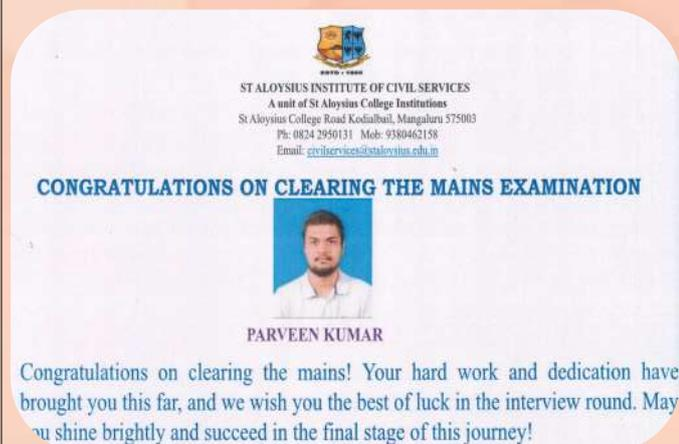 ESTD : 1880
ST ALOYSIUS INSTITUTE OF CIVIL SERVICES
A unit of St Aloysius College Institutions
St Aloysius College Road Kodialbail, Mangaluru 575003
Ph: 0824 2950131 Mob: 9380462158
Email: civilservices@staloysius.edu.in
CONGRATULATIONS ON CLEARING THE MAINS EXAMINATION
PARVEEN KUMAR
Congratulations on clearing the mains! Your hard work and dedication have
brought you this far, and we wish you the best of luck in the interview round. May
you shine brightly and succeed in the final stage of this journey!